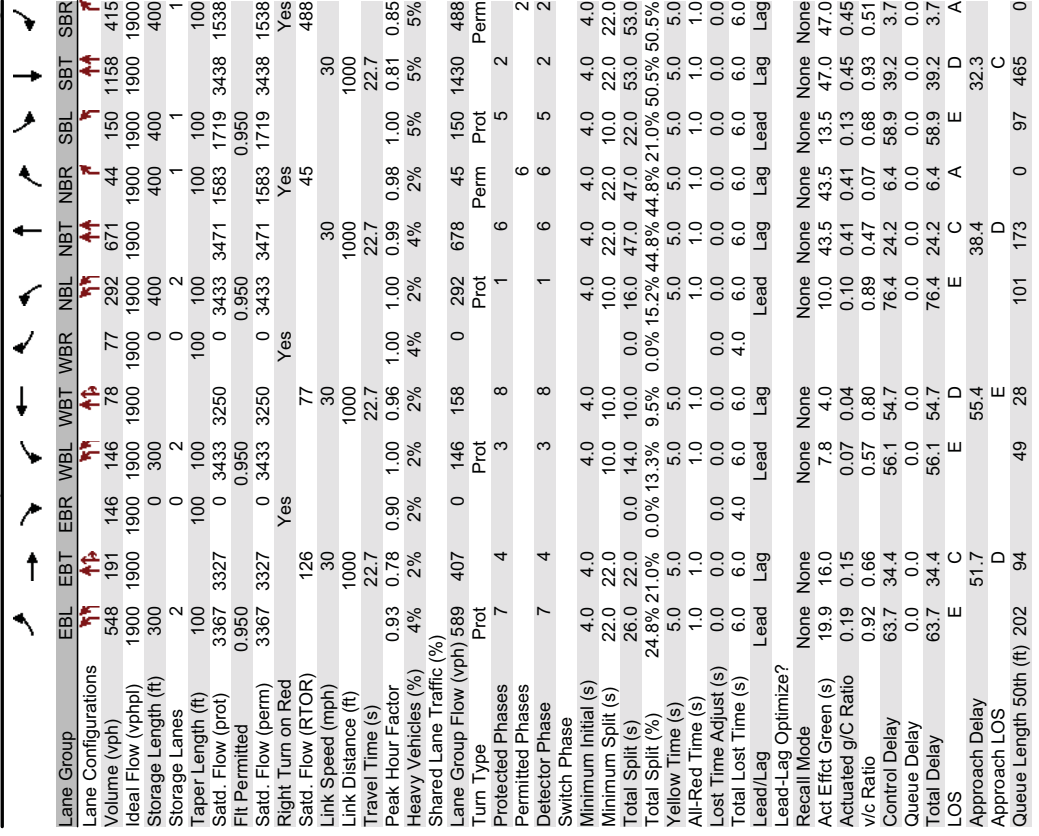 Lane Group EBL EBT EBR WBL WBT WBR NBL NBT NBR SBL SBT SBR
Lane Configurations
Volume (vph) 548 191 146 146 78 77 292 671 44 150 1158 415
Ideal Flow (vphpl) 1900 1900 1900 1900 1900 1900 1900 1900 1900 1900 1900 1900
Storage Length (ft) 300 0 300 0 400 400 400 400
Storage Lanes 2 0 2 0 2 1 1 1
Taper Length (ft) 100 100 100 100 100 100 100 100
Satd. Flow (prot) 3367 3327 0 3433 3250 0 3433 3471 1583 1719 3438 1538
Flt Permitted 0.950 0.950 0.950 0.950
Satd. Flow (perm) 3367 3327 0 3433 3250 0 3433 3471 1583 1719 3438 1538
Right Turn on Red Yes Yes Yes Yes
Satd. Flow (RTOR) 126 77 45 488
Link Speed (mph) 30 30 30 30
Link Distance (ft) 1000 1000 1000 1000
Travel Time (s) 22.7 22.7 22.7 22.7
Peak Hour Factor 0.93 0.78 0.90 1.00 0.96 1.00 1.00 0.99 0.98 1.00 0.81 0.85
Heavy Vehicles (%) 4% 2% 2% 2% 2% 4% 2% 4% 2% 5% 5% 5%
Shared Lane Traffic (%)
Lane Group Flow (vph) 589 407 0 146 158 0 292 678 45 150 1430 488
Turn Type Prot Prot Prot Perm Prot Perm
Protected Phases 7 4 3 8 1 6 5 2
Permitted Phases 6 2
Detector Phase 7 4 3 8 1 6 6 5 2 2
Switch Phase
Minimum Initial (s) 4.0 4.0 4.0 4.0 4.0 4.0 4.0 4.0 4.0 4.0
Minimum Split (s) 22.0 22.0 10.0 10.0 10.0 22.0 22.0 10.0 22.0 22.0
Total Split (s) 26.0 22.0 0.0 14.0 10.0 0.0 16.0 47.0 47.0 22.0 53.0 53.0
Total Split (%) 24.8% 21.0% 0.0% 13.3% 9.5% 0.0% 15.2% 44.8% 44.8% 21.0% 50.5% 50.5%
Yellow Time (s) 5.0 5.0 5.0 5.0 5.0 5.0 5.0 5.0 5.0 5.0
All-Red Time (s) 1.0 1.0 1.0 1.0 1.0 1.0 1.0 1.0 1.0 1.0
Lost Time Adjust (s) 0.0 0.0 0.0 0.0 0.0 0.0 0.0 0.0 0.0 0.0 0.0 0.0
Total Lost Time (s) 6.0 6.0 4.0 6.0 6.0 4.0 6.0 6.0 6.0 6.0 6.0 6.0
Lead/Lag Lead Lag Lead Lag Lead Lag Lag Lead Lag Lag
Lead-Lag Optimize?
Recall Mode None None None None None None None None None None
Act Effct Green (s) 19.9 16.0 7.8 4.0 10.0 43.5 43.5 13.5 47.0 47.0
Actuated g/C Ratio 0.19 0.15 0.07 0.04 0.10 0.41 0.41 0.13 0.45 0.45
v/c Ratio 0.92 0.66 0.57 0.80 0.89 0.47 0.07 0.68 0.93 0.51
Control Delay 63.7 34.4 56.1 54.7 76.4 24.2 6.4 58.9 39.2 3.7
Queue Delay 0.0 0.0 0.0 0.0 0.0 0.0 0.0 0.0 0.0 0.0
Total Delay 63.7 34.4 56.1 54.7 76.4 24.2 6.4 58.9 39.2 3.7
LOS E C E D E C A E D A
Approach Delay 51.7 55.4 38.4 32.3
Approach LOS D E D C
Queue Length 50th (ft) 202 94 49 28 101 173 0 97 465 0